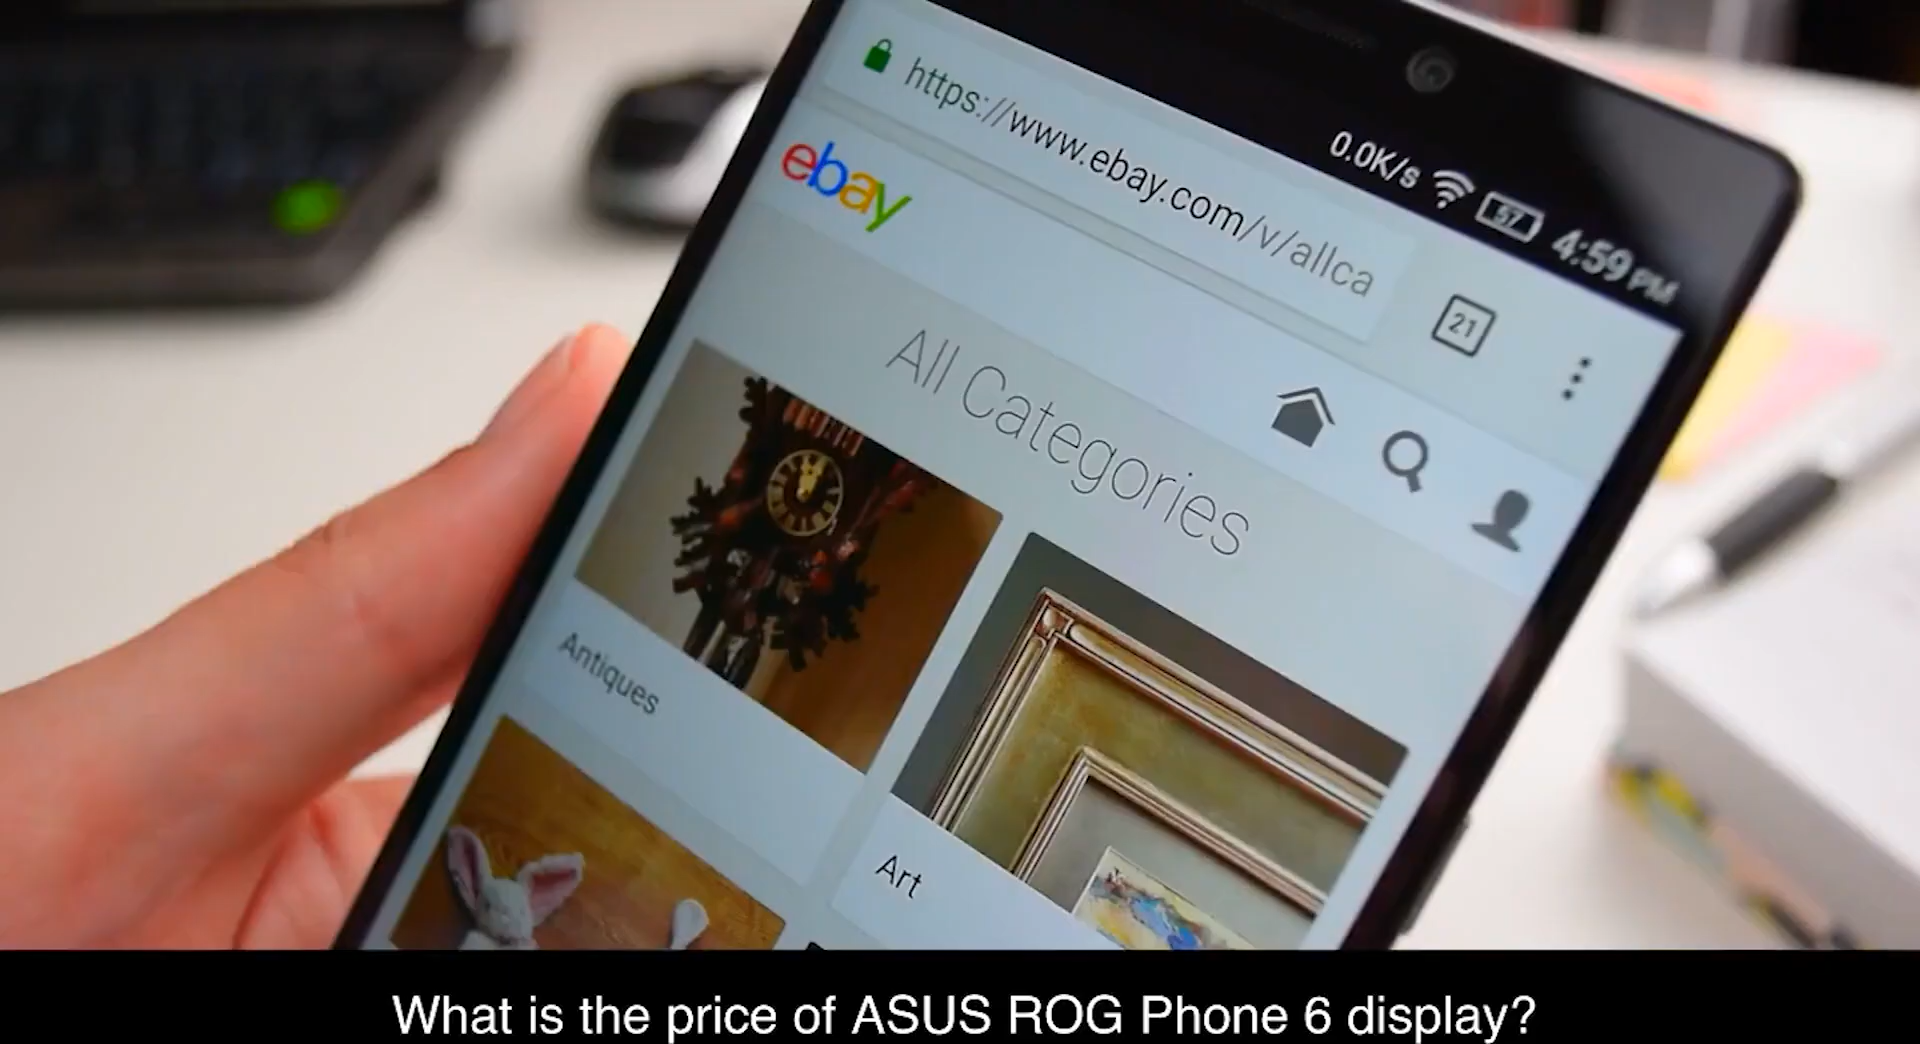 0.0K/s 57 4:59 PM
https://www.ebay.com/v/allca
21
ebay
All Categories
Antiques
Art
What is the price of ASUS ROG Phone 6 display?